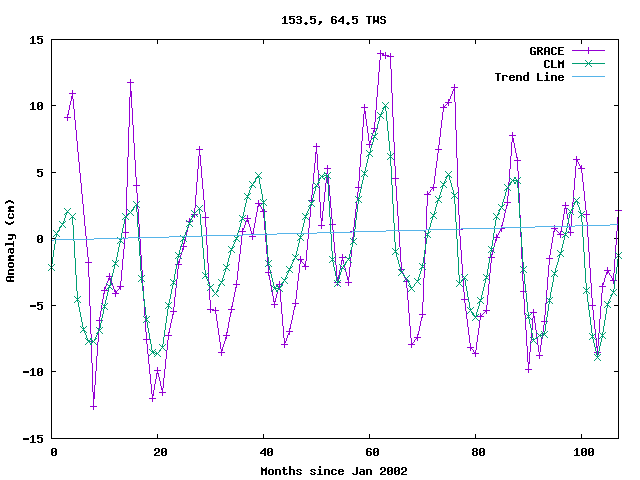 153.5, 64.5 TWS
GRACE
CLM
Trend Line
15
10
5
0
-5
-10
-15
Anomaly (cm)
0 20 40 60 80 100
Months since Jan 2002